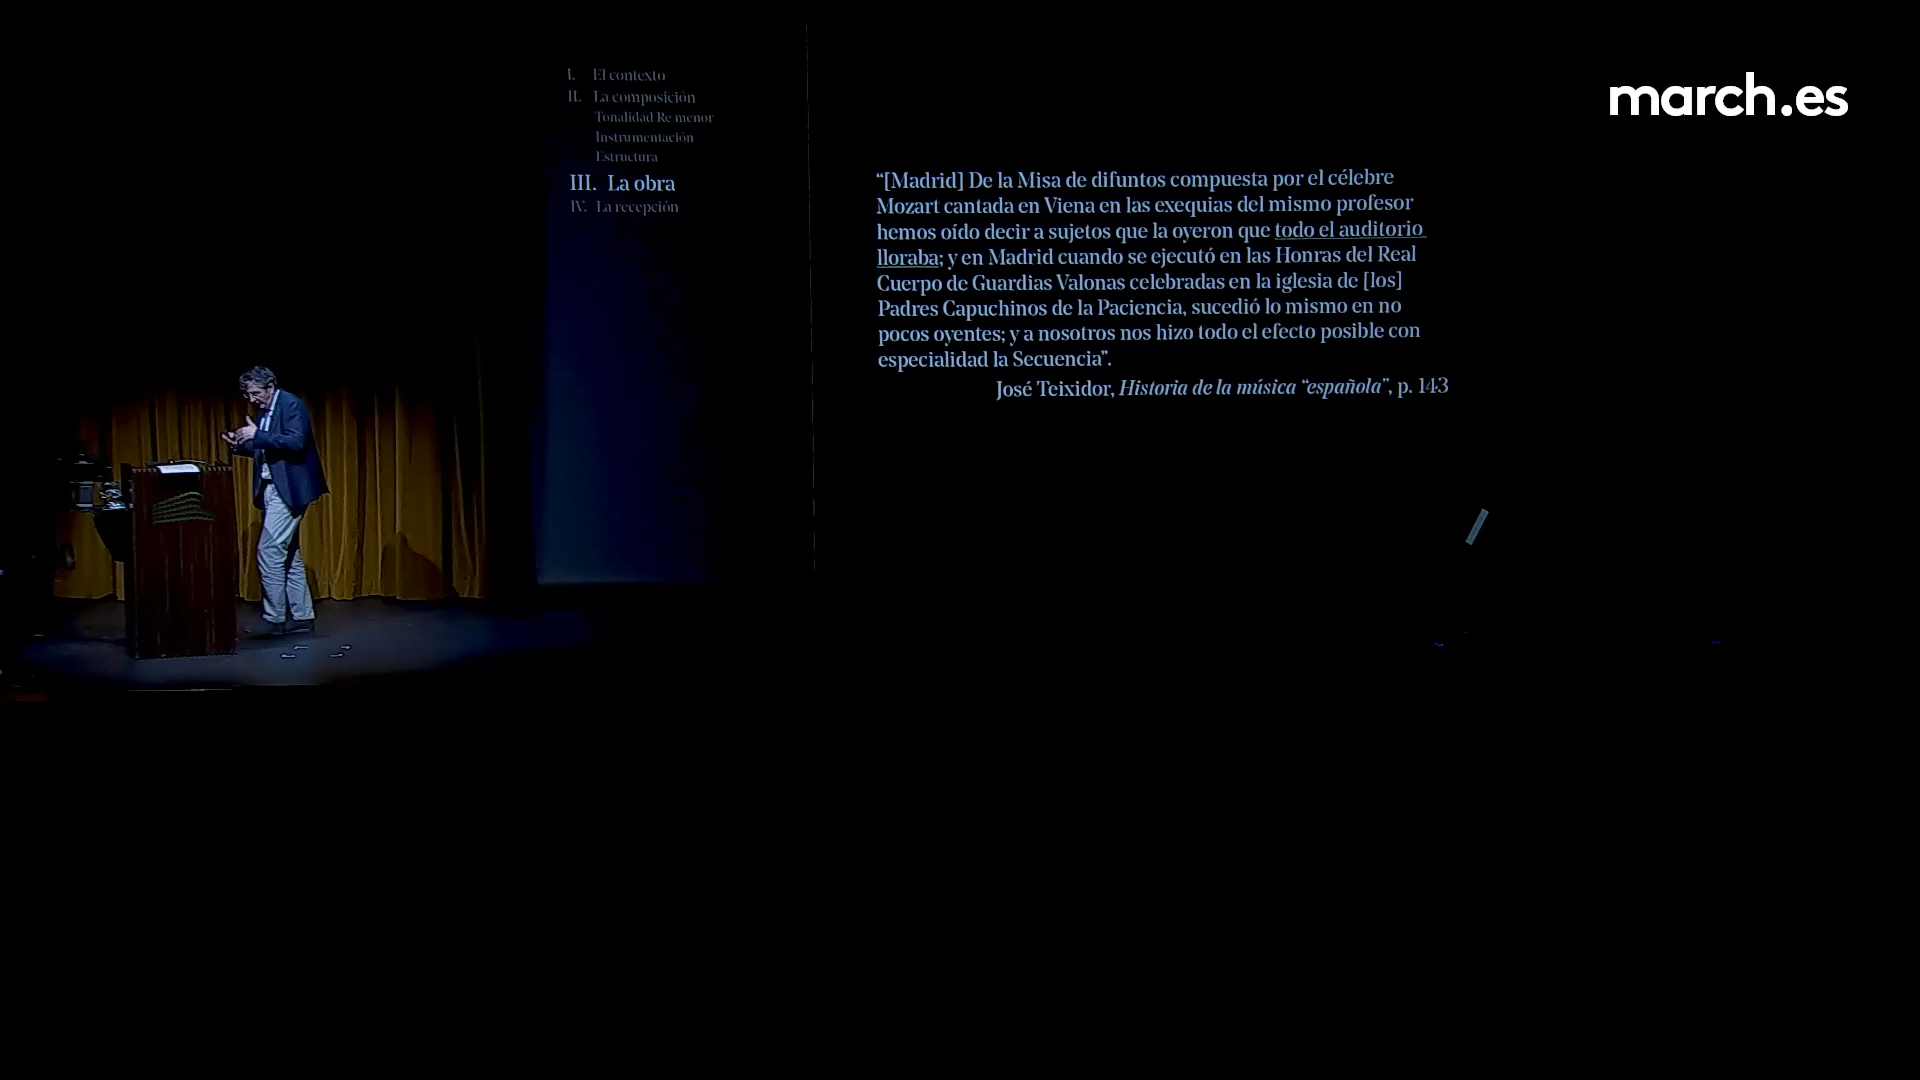 I. El contexto
II. La composición
Tonalidad Re menor
Instrumentación
Estructura
III. La obra
IV. La recepción
march.es
“[Madrid] De la Misa de difuntos compuesta por el célebre
Mozart cantada en Viena en las exequias del mismo profesor
hemos oído decir a sujetos que la oyeron que todo el auditorio
lloraba; y en Madrid cuando se ejecutó en las Honras del Real
Cuerpo de Guardias Valonas celebradas en la iglesia de [los]
Padres Capuchinos de la Paciencia, sucedió lo mismo en no
pocos oyentes; y a nosotros nos hizo todo el efecto posible con
especialidad la Secuencia”.
José Teixidor, Historia de la música “española”, p. 143